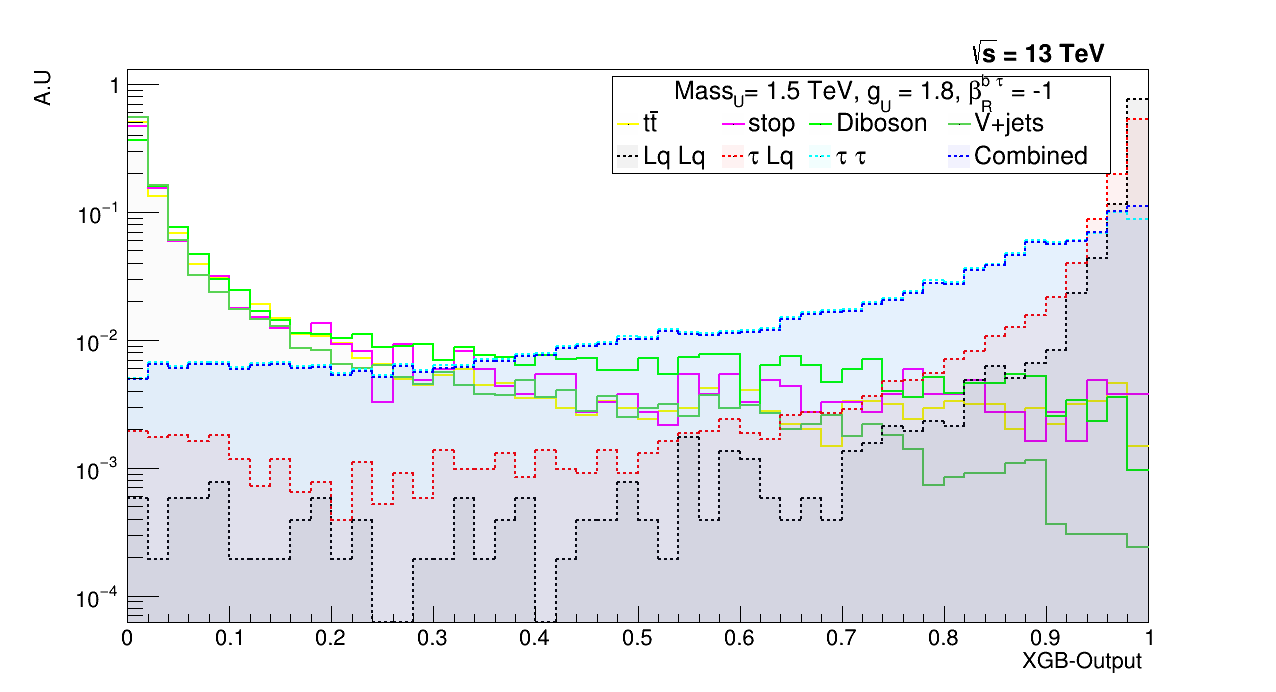 √s = 13 TeV
A.U
Mass_U= 1.5 TeV, g_U = 1.8, β_R^{b τ} = -1
tt̄ stop Diboson V+jets
Lq Lq τ Lq τ τ Combined
1
10⁻¹
10⁻²
10⁻³
10⁻⁴
0 0.1 0.2 0.3 0.4 0.5 0.6 0.7 0.8 0.9 1
XGB-Output